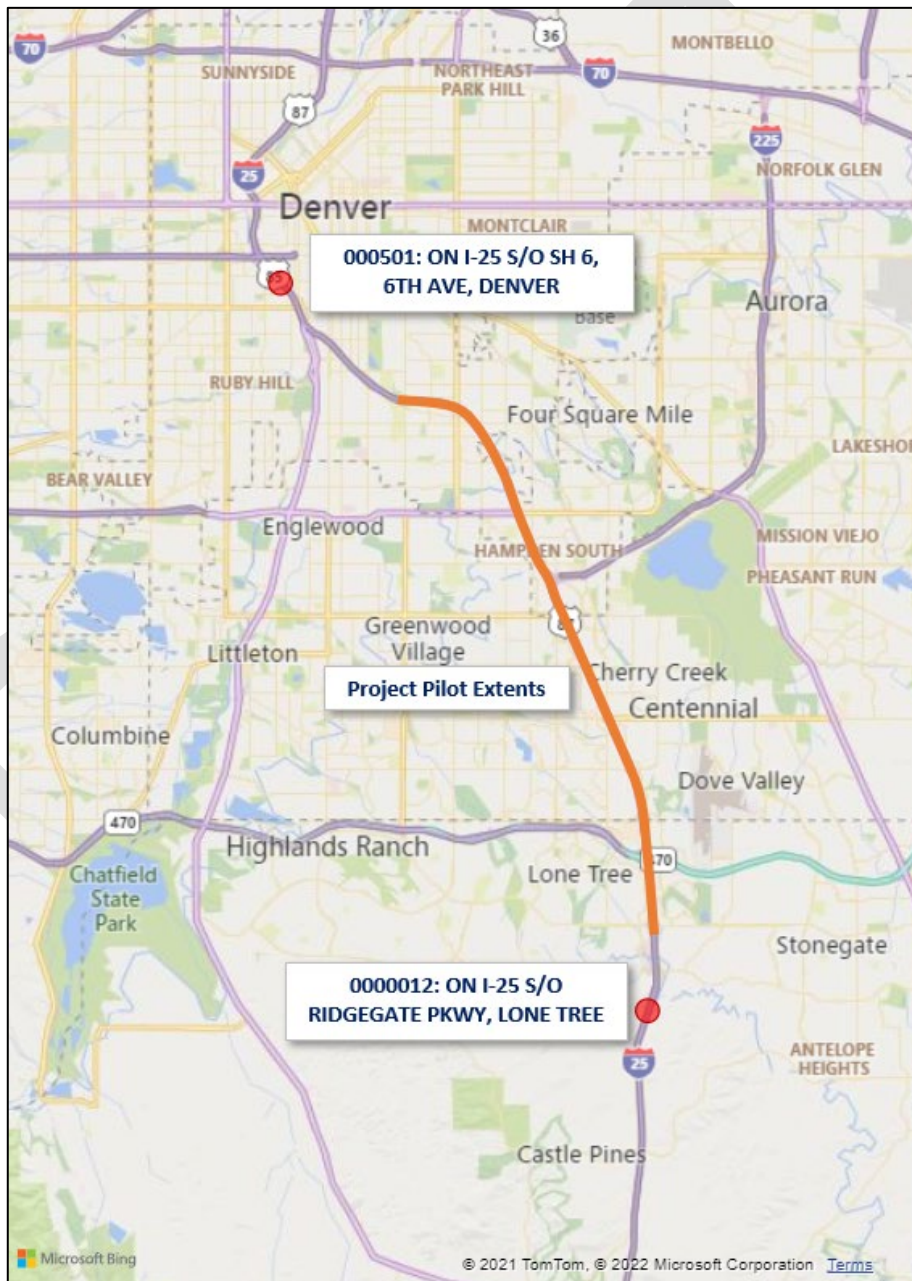 36
MONTBELLO
70
SUNNYSIDE
NORTHEAST
PARK HILL
70
87
225
25
NORFOLK GLEN
Denver
MONTCLAIR
000501: ON I-25 S/O SH 6,
6TH AVE, DENVER
Base
Aurora
RUBY HILL
Four Square Mile
LAKESHOR
BEAR VALLEY
Englewood
MISSION VIEJO
HAMPDEN SOUTH
PHEASANT RUN
Greenwood
Village
Littleton
Cherry Creek
Project Pilot Extents
Centennial
Columbine
Dove Valley
470
Highlands Ranch
Lone Tree
Chatfield
State
Park
Stonegate
0000012: ON I-25 S/O
RIDGEGATE PKWY, LONE TREE
25
ANTELOPE
HEIGHTS
Castle Pines
Microsoft Bing
© 2021 TomTom, © 2022 Microsoft Corporation Terms